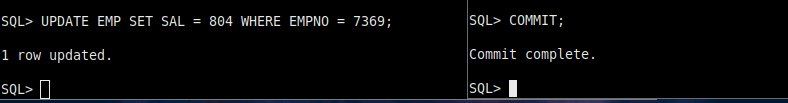 SQL> UPDATE EMP SET SAL = 804 WHERE EMPNO = 7369;
1 row updated.
SQL>
SQL> COMMIT;
Commit complete.
SQL>